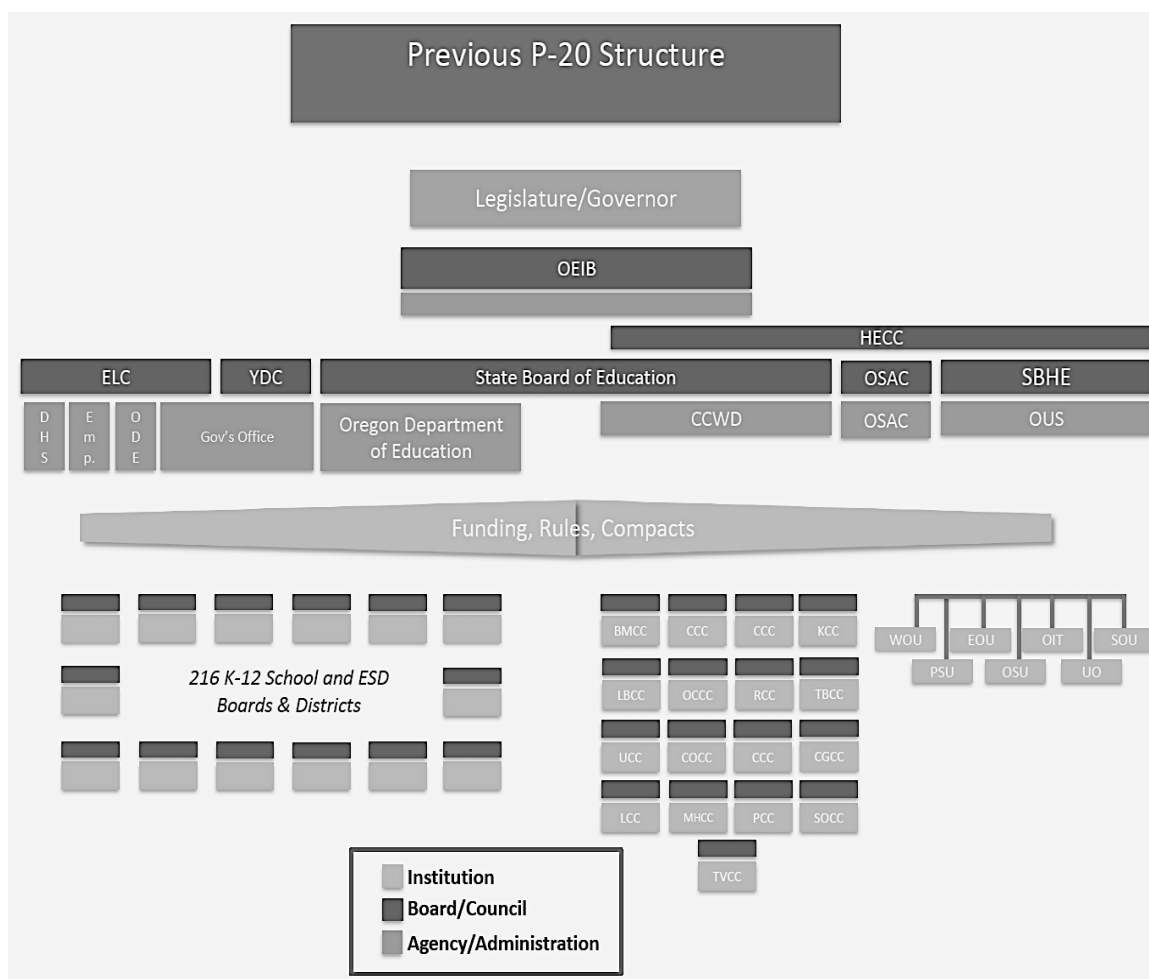 Previous P-20 Structure
Legislature/Governor
OEIB
HECC
ELC
YDC
State Board of Education
OSAC
SBHE
DHS
Emp.
ODE
Gov's Office
Oregon Department
of Education
CCWD
OSAC
OUS
Funding, Rules, Compacts
216 K-12 School and ESD
Boards & Districts
BMCC
CCC
CCC
KCC
LBCC
OCCC
RCC
TBCC
UCC
COCC
CCC
CGCC
LCC
MHCC
PCC
SOCC
TVCC
WOU
EOU
OIT
SOU
PSU
OSU
UO
Institution
Board/Council
Agency/Administration